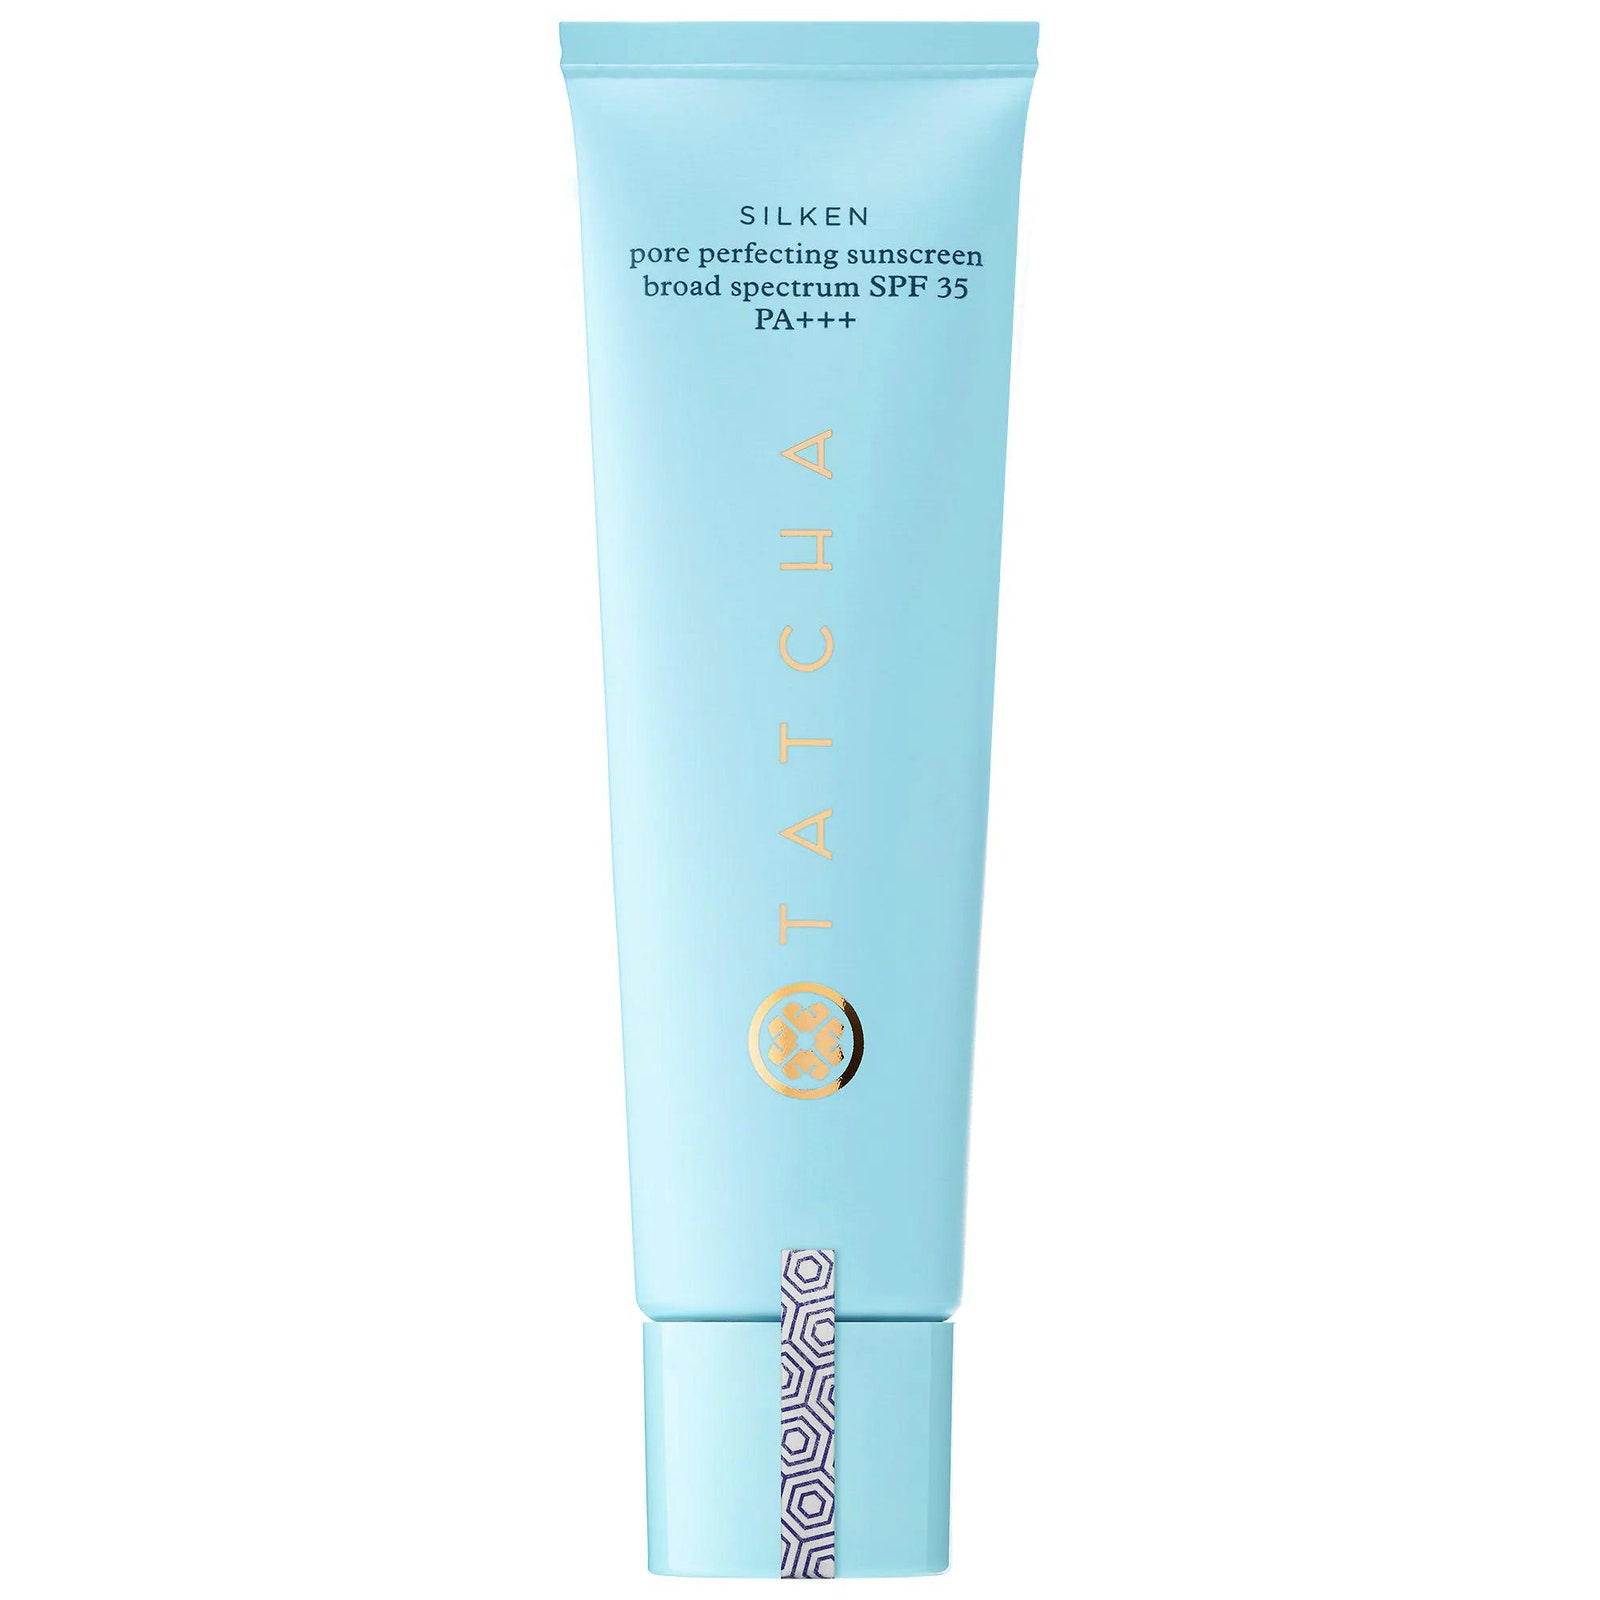 SILKEN
pore perfecting sunscreen
broad spectrum SPF 35
PA+++
TATCHA